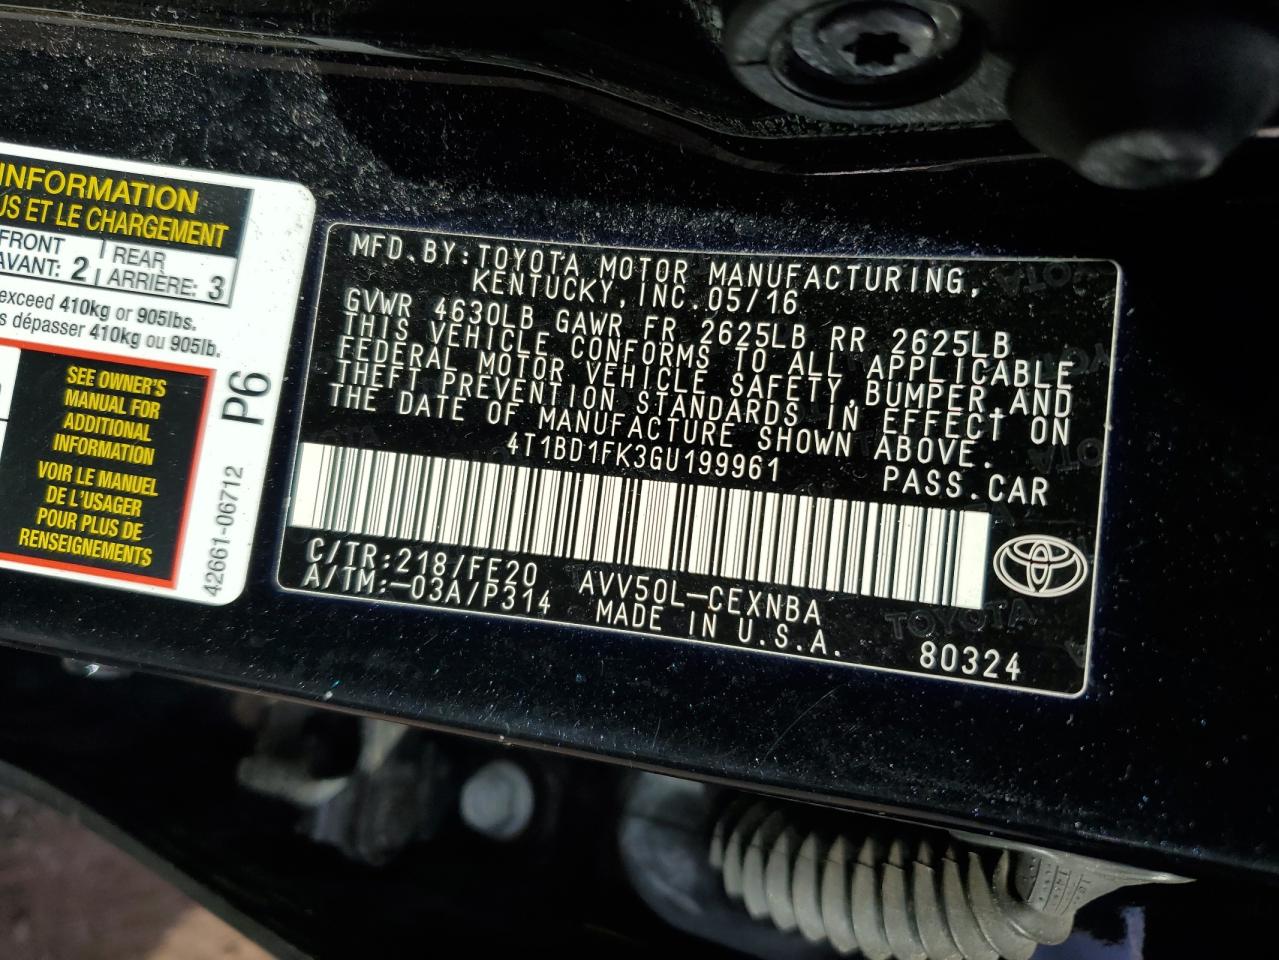 INFORMATION
US ET LE CHARGEMENT
FRONT
AVANT: 2
REAR
ARRIÈRE: 3
exceed 410kg or 905lbs.
s dépasser 410kg ou 905lb.
SEE OWNER'S
MANUAL FOR
ADDITIONAL
INFORMATION
VOIR LE MANUEL
DE L'USAGER
POUR PLUS DE
RENSEIGNEMENTS
P6
42661-06712
MFD.BY:TOYOTA MOTOR MANUFACTURING,
KENTUCKY,INC.05/16
GVWR 4630LB GAWR FR 2625LB RR 2625LB
THIS VEHICLE CONFORMS TO ALL APPLICABLE
FEDERAL MOTOR VEHICLE SAFETY,BUMPER,AND
THEFT PREVENTION STANDARDS IN EFFECT ON
THE DATE OF MANUFACTURE SHOWN ABOVE.
4T1BD1FK3GU199961
PASS.CAR
C/TR:218/FE20 AVV50L-CEXNBA
A/TM:-03A/P314 MADE IN U.S.A.
TOYOTA
80324